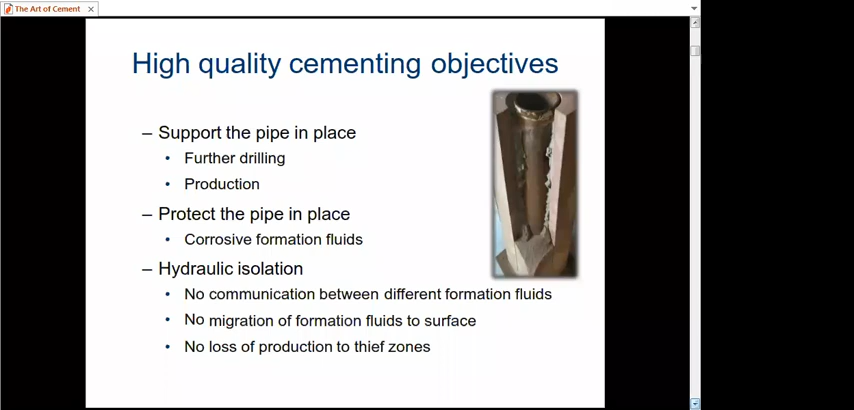 The Art of Cement
High quality cementing objectives
– Support the pipe in place
• Further drilling
• Production
– Protect the pipe in place
• Corrosive formation fluids
– Hydraulic isolation
• No communication between different formation fluids
• No migration of formation fluids to surface
• No loss of production to thief zones